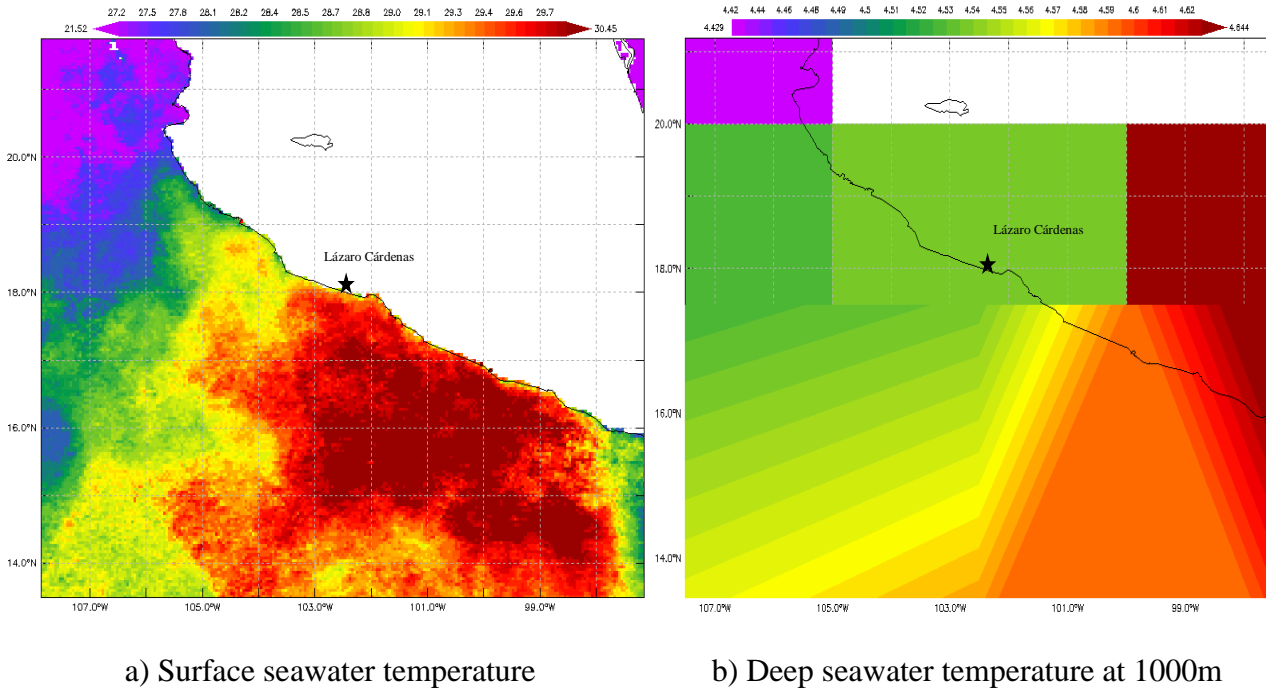 27.2 27.5 27.8 28.1 28.4 28.5 28.7 28.8 28.9 29.0 29.1 29.3 29.4 29.6 29.7
21.52 30.45
1
20.0°N
18.0°N
16.0°N
14.0°N
Lázaro Cárdenas
107.0°W 105.0°W 103.0°W 101.0°W 99.0°W
a) Surface seawater temperature
4.42 4.44 4.46 4.48 4.49 4.5 4.51 4.52 4.54 4.55 4.56 4.57 4.58 4.59 4.6 4.61 4.62
4.429 4.644
20.0°N
18.0°N
16.0°N
14.0°N
Lázaro Cárdenas
107.0°W 105.0°W 103.0°W 101.0°W 99.0°W
b) Deep seawater temperature at 1000m